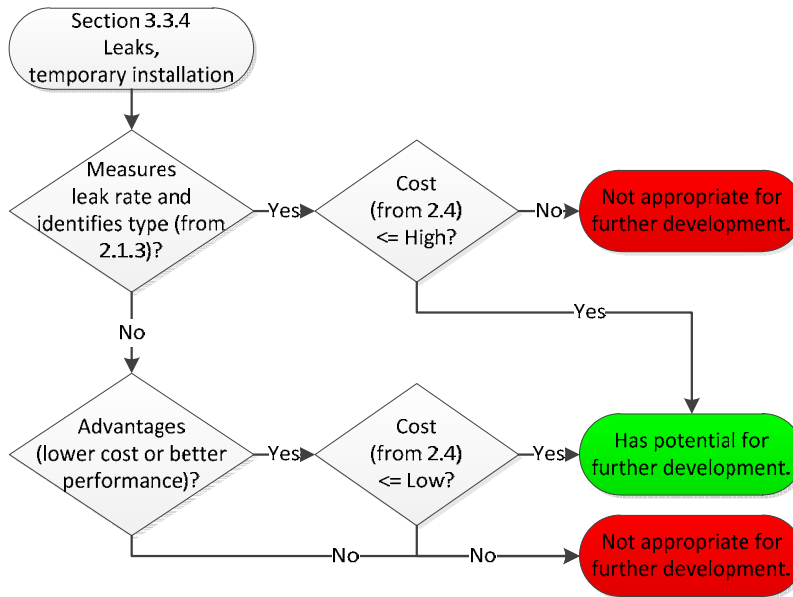 Section 3.3.4
Leaks,
temporary installation
Measures
leak rate and
identifies type (from
2.1.3)?
Yes
Cost
(from 2.4)
<= High?
No
Not appropriate for
further development.
Yes
No
Advantages
(lower cost or better
performance)?
Yes
Cost
(from 2.4)
<= Low?
Yes
Has potential for
further development.
No
No
Not appropriate for
further development.